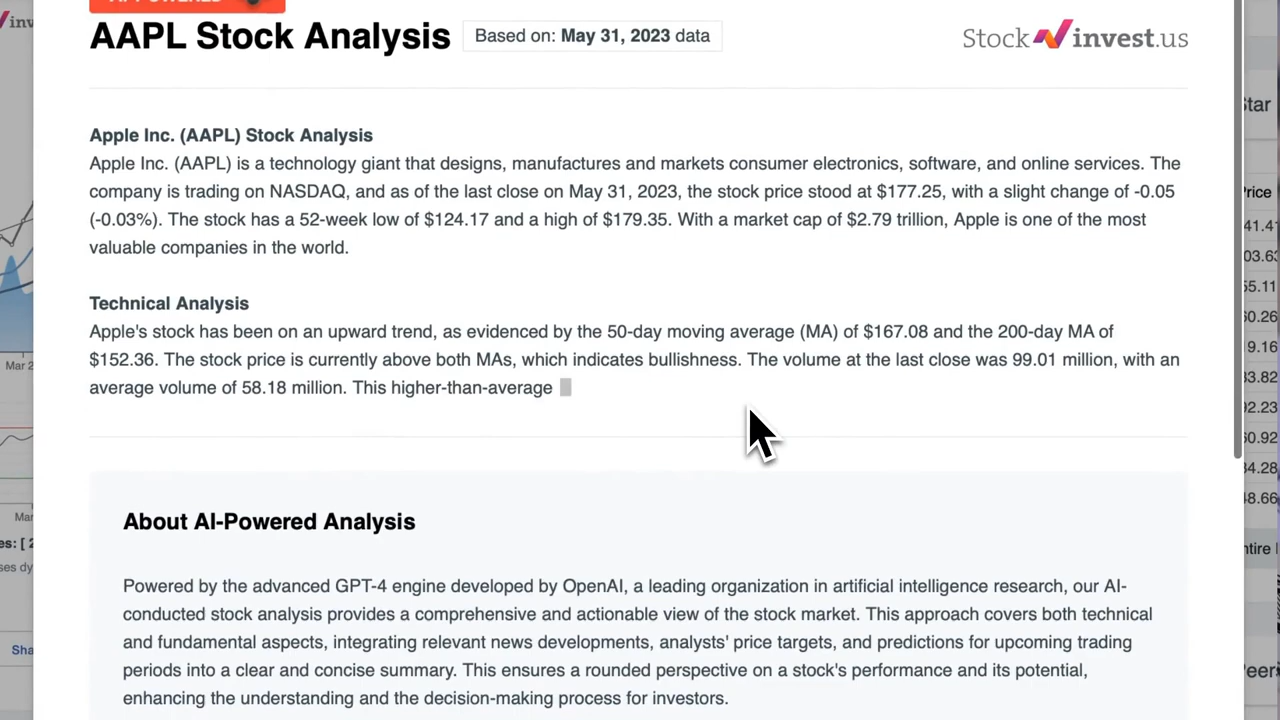 AAPL Stock Analysis
Based on: May 31, 2023 data
Stock invest.us
Apple Inc. (AAPL) Stock Analysis
Apple Inc. (AAPL) is a technology giant that designs, manufactures and markets consumer electronics, software, and online services. The
company is trading on NASDAQ, and as of the last close on May 31, 2023, the stock price stood at $177.25, with a slight change of -0.05
(-0.03%). The stock has a 52-week low of $124.17 and a high of $179.35. With a market cap of $2.79 trillion, Apple is one of the most
valuable companies in the world.
Technical Analysis
Apple's stock has been on an upward trend, as evidenced by the 50-day moving average (MA) of $167.08 and the 200-day MA of
$152.36. The stock price is currently above both MAs, which indicates bullishness. The volume at the last close was 99.01 million, with an
average volume of 58.18 million. This higher-than-average
About AI-Powered Analysis
Powered by the advanced GPT-4 engine developed by OpenAI, a leading organization in artificial intelligence research, our AI-
conducted stock analysis provides a comprehensive and actionable view of the stock market. This approach covers both technical
and fundamental aspects, integrating relevant news developments, analysts' price targets, and predictions for upcoming trading
periods into a clear and concise summary. This ensures a rounded perspective on a stock's performance and its potential,
enhancing the understanding and the decision-making process for investors.